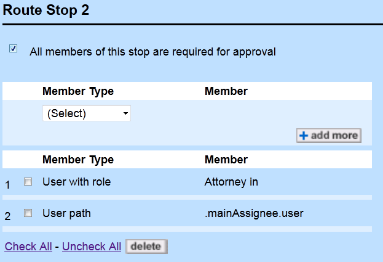 Route Stop 2
All members of this stop are required for approval
Member Type Member
(Select)
+ add more
Member Type Member
1 User with role Attorney in
2 User path .mainAssignee.user
Check All - Uncheck All delete